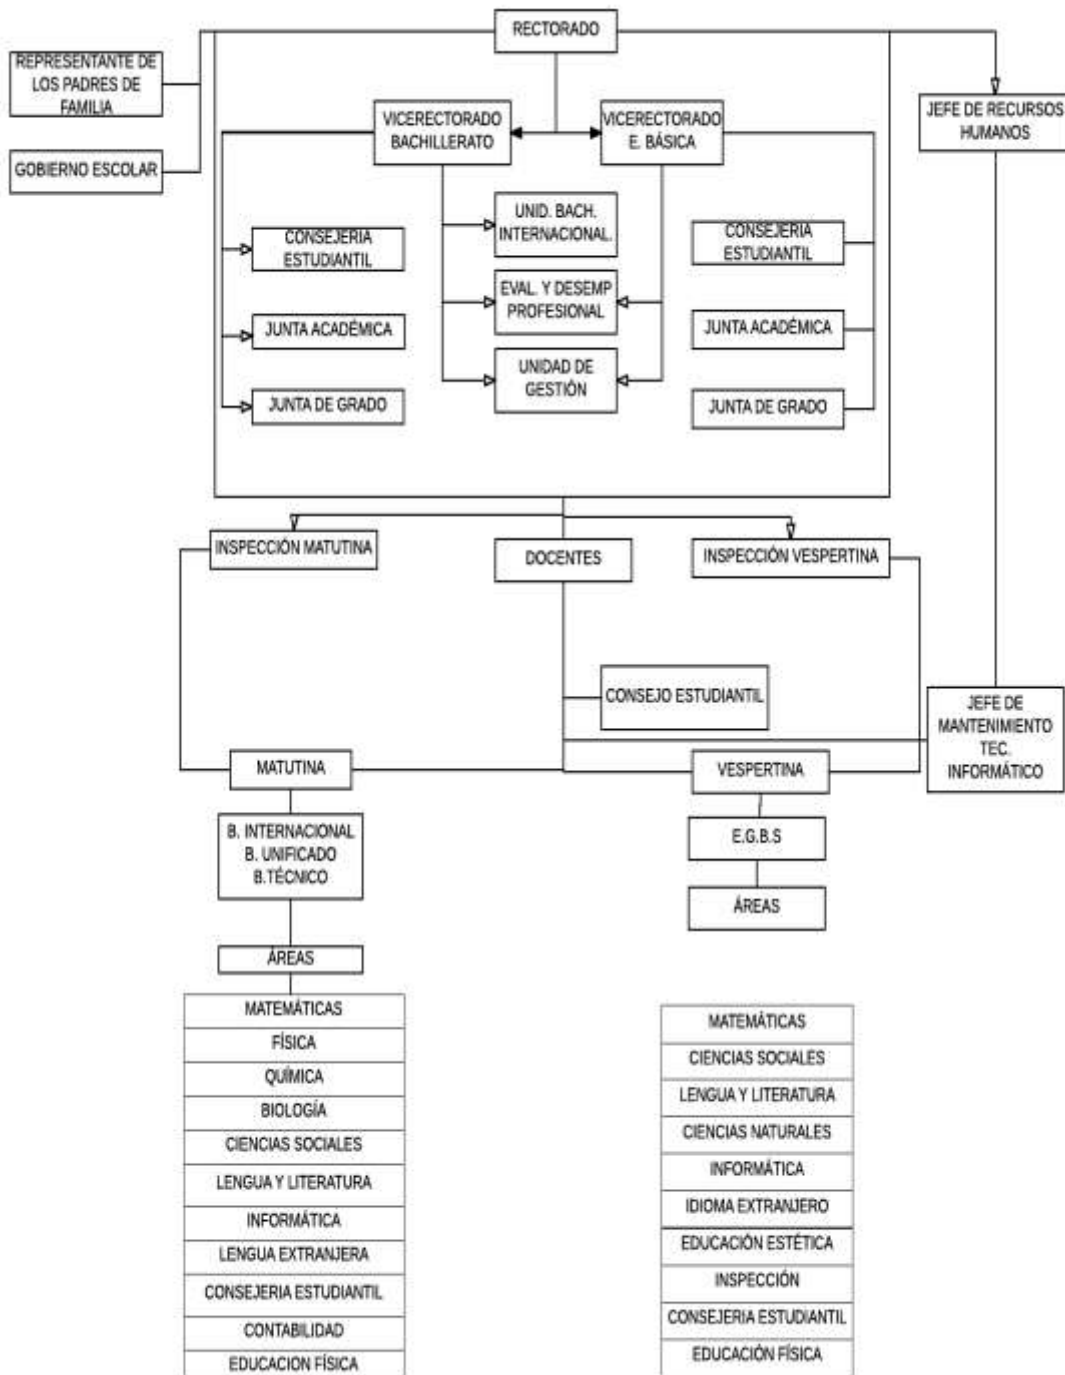 RECTORADO
REPRESENTANTE DE
LOS PADRES DE
FAMILIA
GOBIERNO ESCOLAR
VICERECTORADO
BACHILLERATO
VICERECTORADO
E. BÁSICA
JEFE DE RECURSOS
HUMANOS
UNID. BACH.
INTERNACIONAL.
CONSEJERIA
ESTUDIANTIL
CONSEJERIA
ESTUDIANTIL
EVAL. Y DESEMP
PROFESIONAL
JUNTA ACADÉMICA
JUNTA ACADÉMICA
UNIDAD DE
GESTIÓN
JUNTA DE GRADO
JUNTA DE GRADO
INSPECCIÓN MATUTINA
DOCENTES
INSPECCIÓN VESPERTINA
CONSEJO ESTUDIANTIL
JEFE DE
MANTENIMIENTO
TEC.
INFORMÁTICO
MATUTINA
VESPERTINA
B. INTERNACIONAL
B. UNIFICADO
B.TÉCNICO
E.G.B.S
ÁREAS
ÁREAS
MATEMÁTICAS
FÍSICA
QUÍMICA
BIOLOGÍA
CIENCIAS SOCIALES
LENGUA Y LITERATURA
INFORMÁTICA
LENGUA EXTRANJERA
CONSEJERIA ESTUDIANTIL
CONTABILIDAD
EDUCACION FÍSICA
MATEMÁTICAS
CIENCIAS SOCIALES
LENGUA Y LITERATURA
CIENCIAS NATURALES
INFORMÁTICA
IDIOMA EXTRANJERO
EDUCACIÓN ESTÉTICA
INSPECCIÓN
CONSEJERIA ESTUDIANTIL
EDUCACIÓN FÍSICA